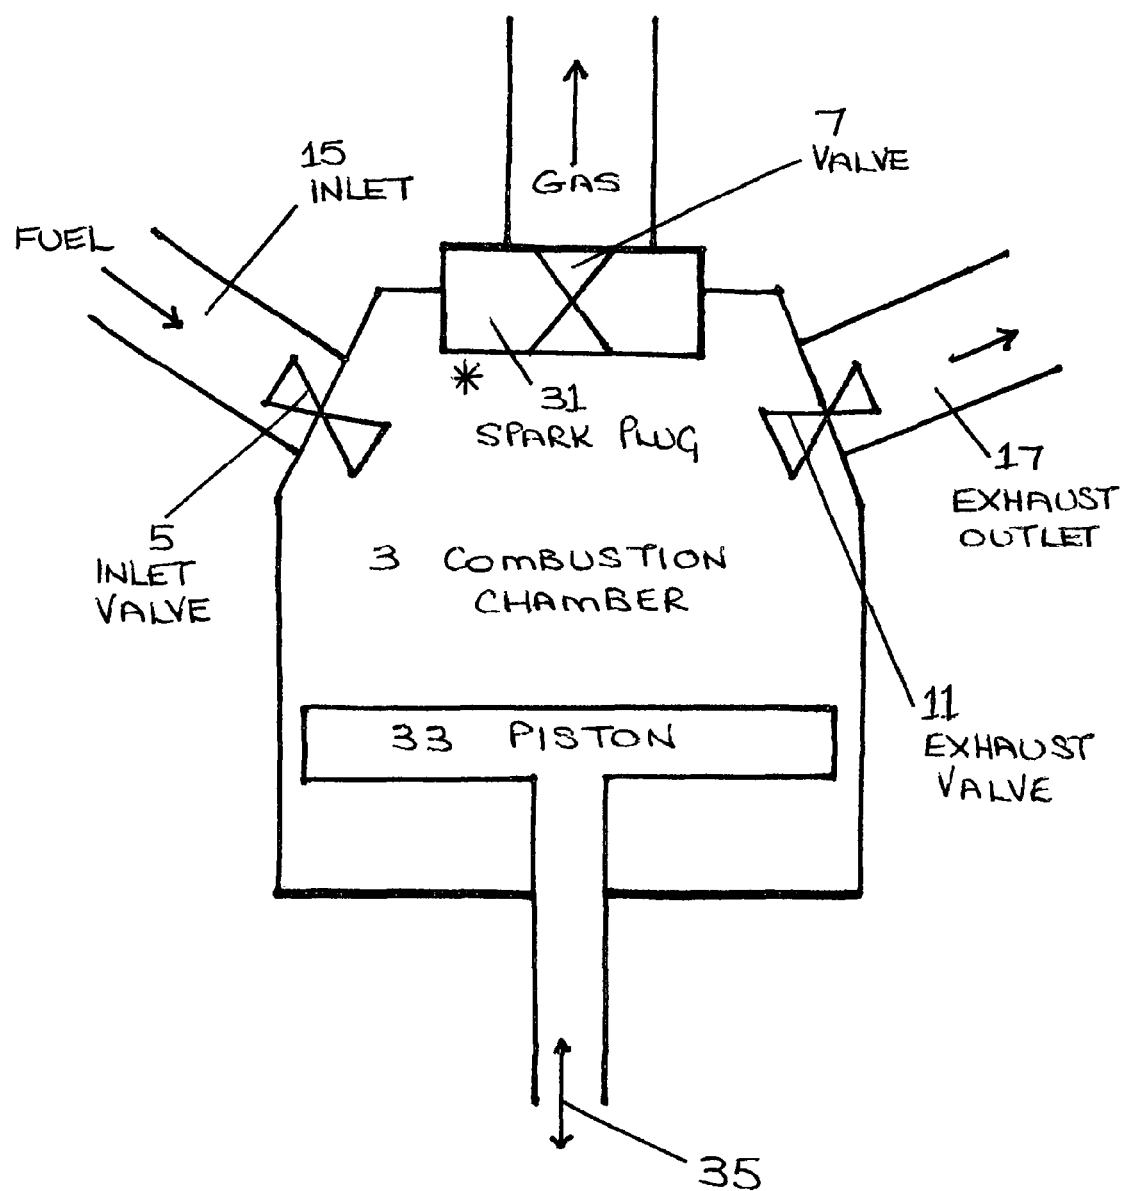 7
VALVE
15
INLET
GAS
FUEL
31
SPARK PLUG
17
EXHAUST
OUTLET
5
INLET
VALVE
3 COMBUSTION
CHAMBER
11
EXHAUST
VALVE
33 PISTON
35